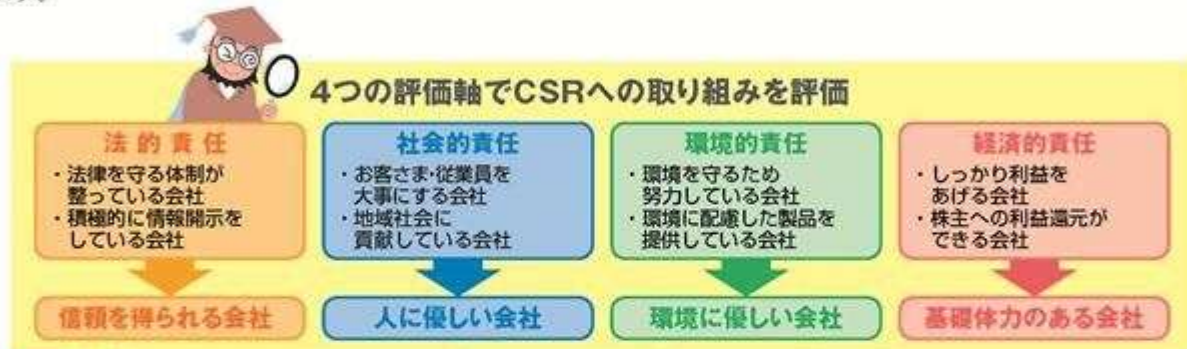 4つの評価軸でCSRへの取り組みを評価
法的責任
・法律を守る体制が
整っている会社
・積極的に情報開示を
している会社
信頼を得られる会社
社会的責任
・お客さま・従業員を
大事にする会社
・地域社会に
貢献している会社
人に優しい会社
環境的責任
・環境を守るため
努力している会社
・環境に配慮した製品を
提供している会社
環境に優しい会社
経済的責任
・しっかり利益を
あげる会社
・株主への利益還元が
できる会社
基礎体力のある会社